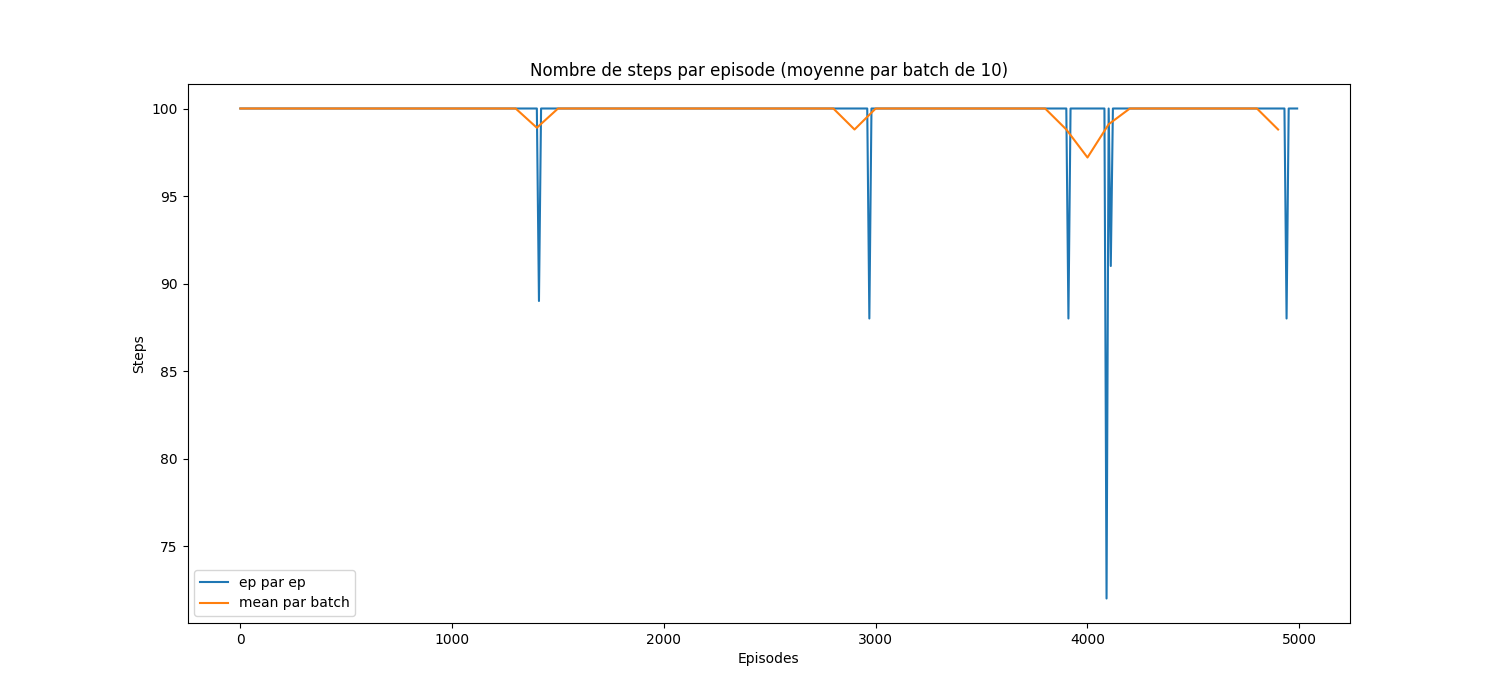 Nombre de steps par episode (moyenne par batch de 10)
100
95
90
85
80
75
Steps
ep par ep
mean par batch
0
1000
2000
3000
4000
5000
Episodes